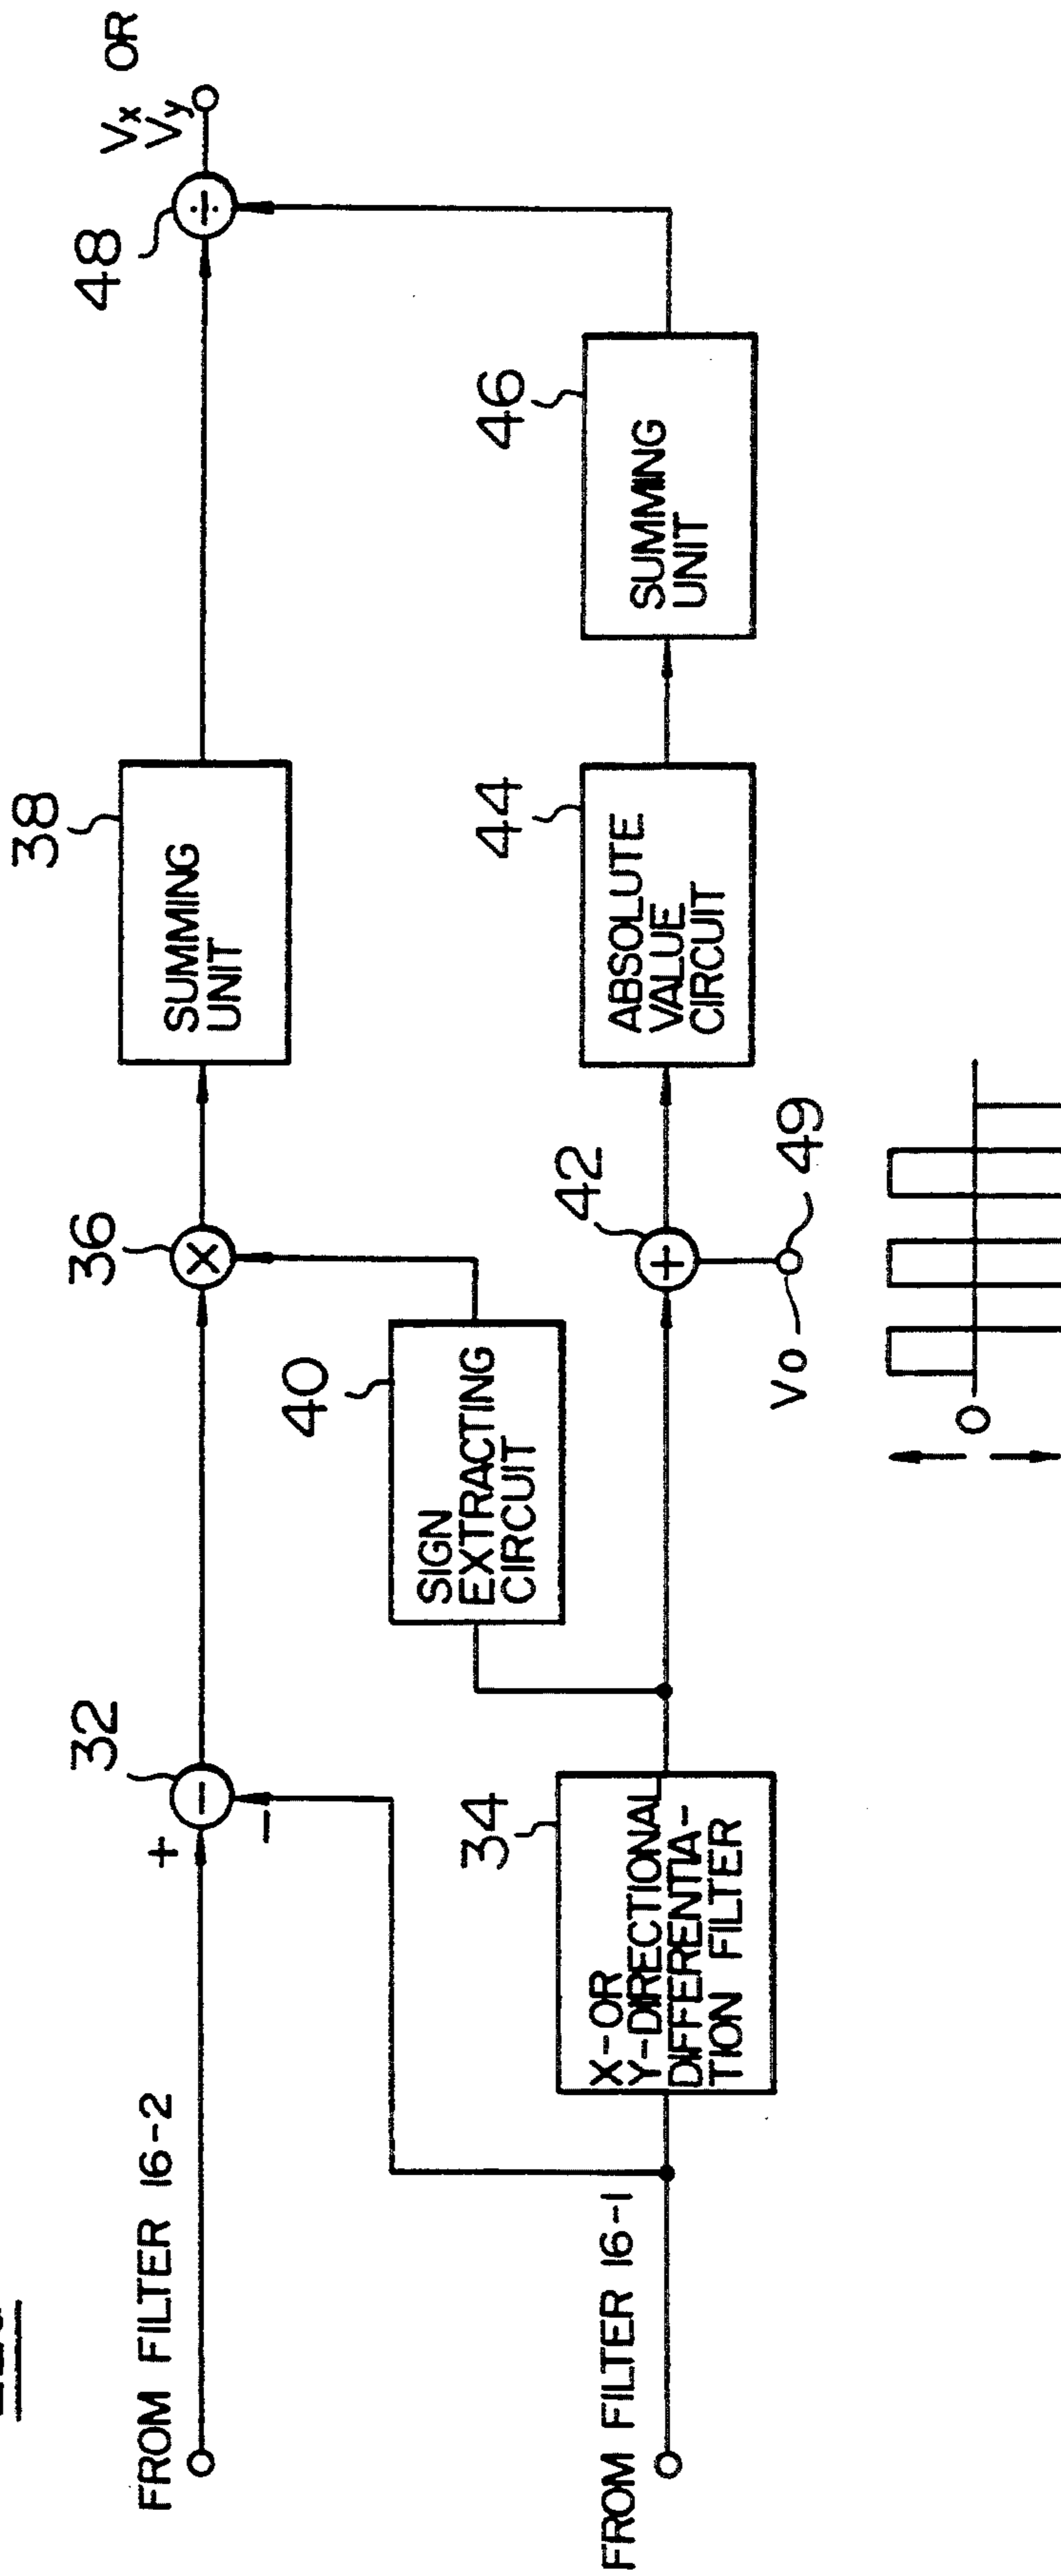 FROM FILTER 16-2
+
−
32
36
38
SUMMING
UNIT
48
÷
Vx OR
Vy
40
SIGN
EXTRACTING
CIRCUIT
FROM FILTER 16-1
34
X-OR
Y-DIRECTIONAL
DIFFERENTIA-
TION FILTER
42
+
44
ABSOLUTE
VALUE
CIRCUIT
46
SUMMING
UNIT
Vo
49
0